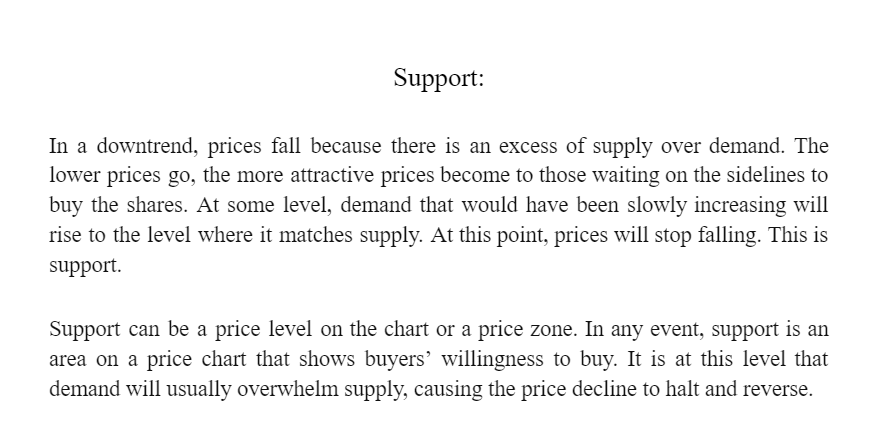 Support:
In a downtrend, prices fall because there is an excess of supply over demand. The
lower prices go, the more attractive prices become to those waiting on the sidelines to
buy the shares. At some level, demand that would have been slowly increasing will
rise to the level where it matches supply. At this point, prices will stop falling. This is
support.
Support can be a price level on the chart or a price zone. In any event, support is an
area on a price chart that shows buyers’ willingness to buy. It is at this level that
demand will usually overwhelm supply, causing the price decline to halt and reverse.